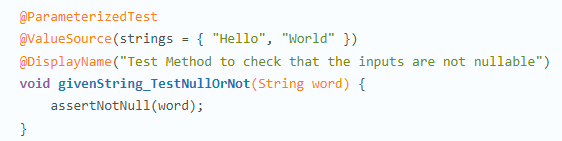 @ParameterizedTest
@ValueSource(strings = { "Hello", "World" })
@DisplayName("Test Method to check that the inputs are not nullable")
void givenString_TestNullOrNot(String word) {
    assertNotNull(word);
}